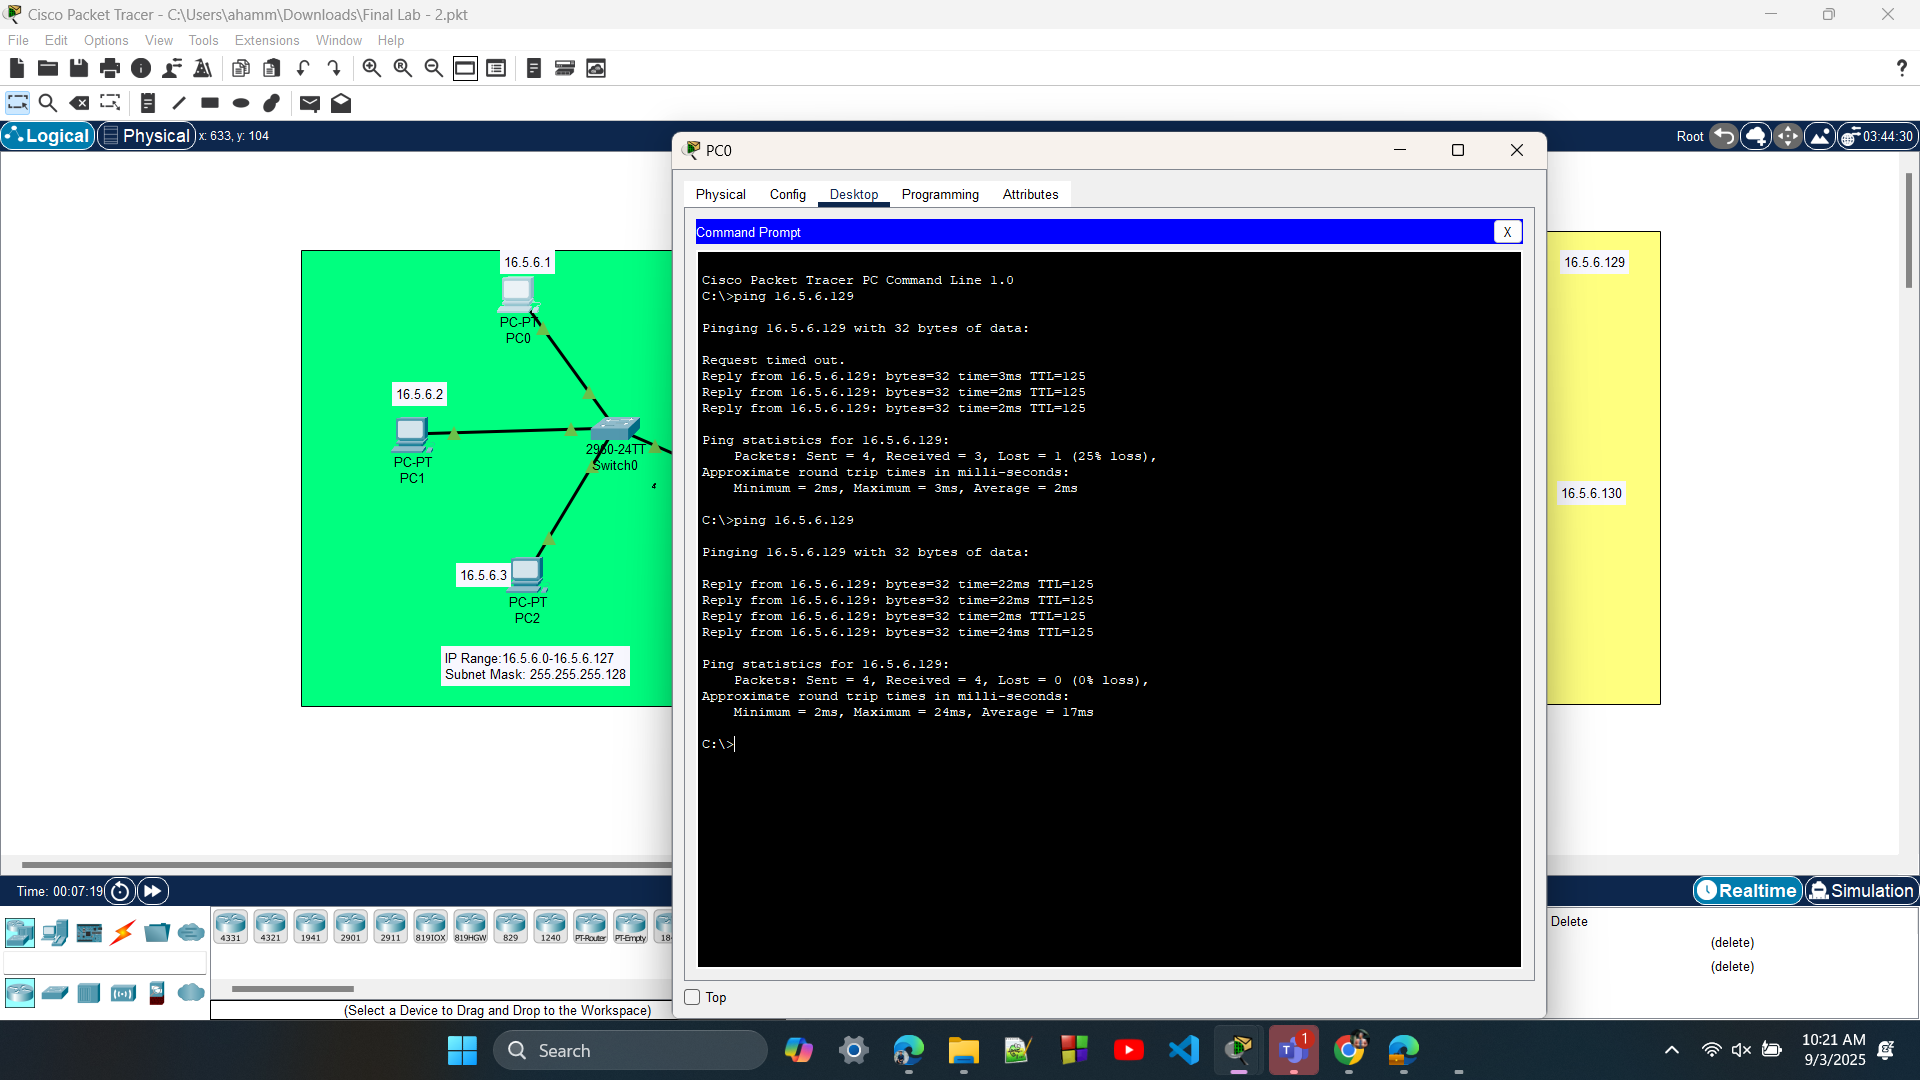 Cisco Packet Tracer - C:\Users\ahamm\Downloads\Final Lab - 2.pkt
File Edit Options View Tools Extensions Window Help
?
Logical Physical x: 633, y: 104
Root 03:44:30
16.5.6.1
PC-PT
PC0
16.5.6.2
PC-PT
PC1
2960-24TT
Switch0
4
16.5.6.3
PC-PT
PC2
IP Range:16.5.6.0-16.5.6.127
Subnet Mask: 255.255.255.128
PC0
Physical Config Desktop Programming Attributes
Command Prompt
X
Cisco Packet Tracer PC Command Line 1.0
C:\>ping 16.5.6.129
Pinging 16.5.6.129 with 32 bytes of data:
Request timed out.
Reply from 16.5.6.129: bytes=32 time=3ms TTL=125
Reply from 16.5.6.129: bytes=32 time=2ms TTL=125
Reply from 16.5.6.129: bytes=32 time=2ms TTL=125
Ping statistics for 16.5.6.129:
Packets: Sent = 4, Received = 3, Lost = 1 (25% loss),
Approximate round trip times in milli-seconds:
Minimum = 2ms, Maximum = 3ms, Average = 2ms
C:\>ping 16.5.6.129
Pinging 16.5.6.129 with 32 bytes of data:
Reply from 16.5.6.129: bytes=32 time=22ms TTL=125
Reply from 16.5.6.129: bytes=32 time=22ms TTL=125
Reply from 16.5.6.129: bytes=32 time=2ms TTL=125
Reply from 16.5.6.129: bytes=32 time=24ms TTL=125
Ping statistics for 16.5.6.129:
Packets: Sent = 4, Received = 4, Lost = 0 (0% loss),
Approximate round trip times in milli-seconds:
Minimum = 2ms, Maximum = 24ms, Average = 17ms
C:\>
Top
16.5.6.129
16.5.6.130
Time: 00:07:19
Realtime Simulation
4331 4321 1941 2901 2911 819IOX 819HGW 829 1240 PT-Router PT-Empty 18
(Select a Device to Drag and Drop to the Workspace)
Delete
(delete)
(delete)
Search
1
10:21 AM
9/3/2025